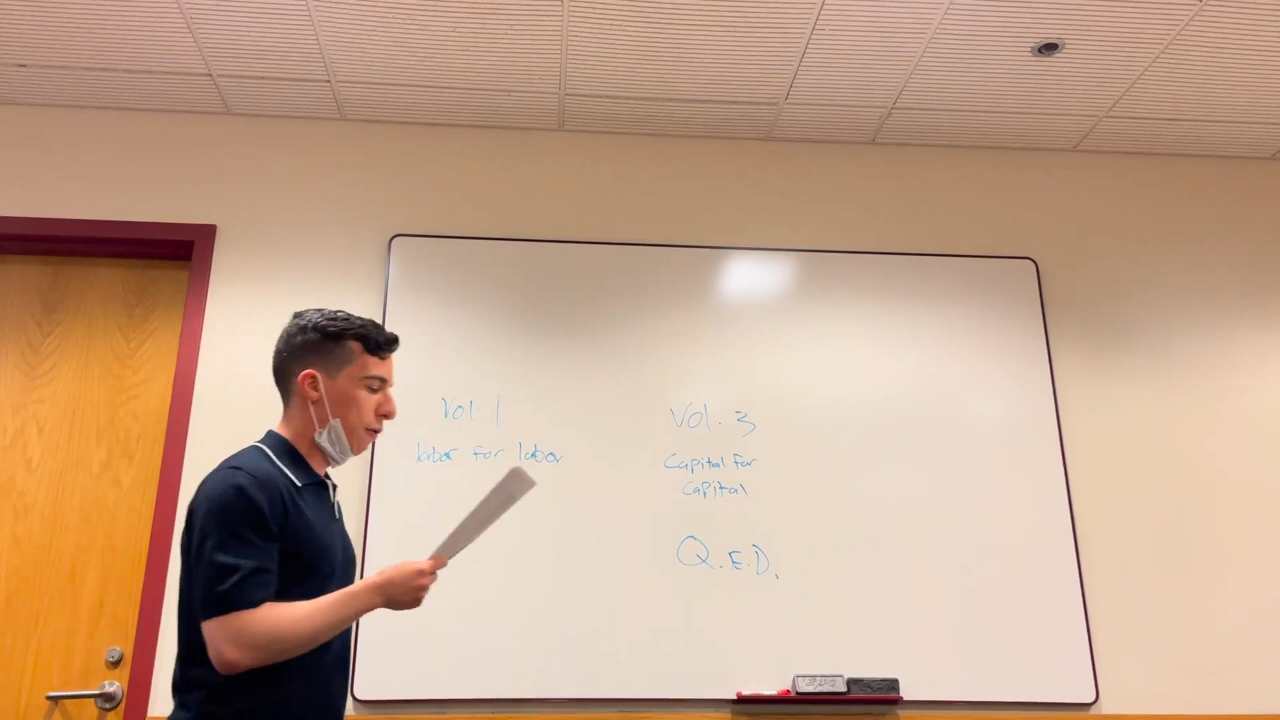 Vol. 1
labor for labor
Vol. 3
Capital for
Capital
Q.E.D.